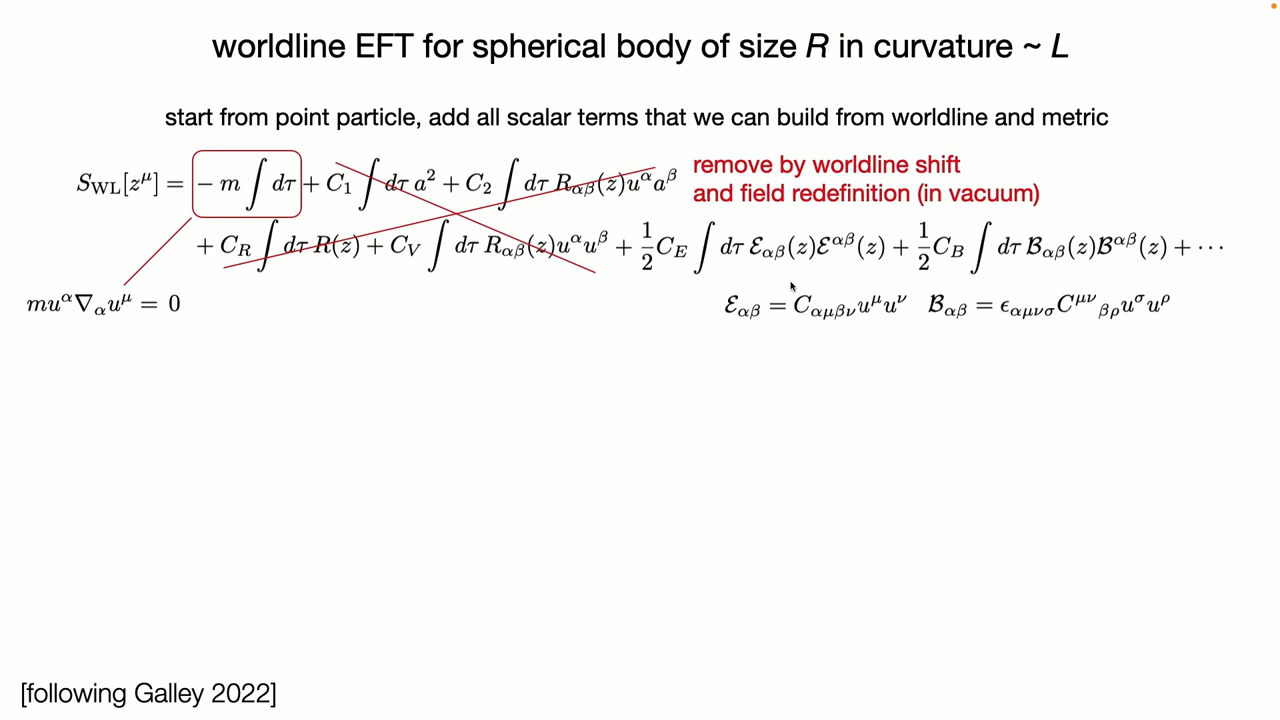 worldline EFT for spherical body of size R in curvature ~ L
start from point particle, add all scalar terms that we can build from worldline and metric
S_WL[z^μ] = − m ∫ dτ + C_1 ∫ dτ a² + C_2 ∫ dτ R_αβ(z)u^α a^β
remove by worldline shift
and field redefinition (in vacuum)
+ C_R ∫ dτ R(z) + C_V ∫ dτ R_αβ(z)u^α u^β + 1/2 C_E ∫ dτ ℰ_αβ(z)ℰ^αβ(z) + 1/2 C_B ∫ dτ ℬ_αβ(z)ℬ^αβ(z) + ⋯
mu^α ∇_α u^μ = 0
ℰ_αβ = C_αμβν u^μ u^ν ℬ_αβ = ϵ_αμνσ C^μν_βρ u^σ u^ρ
[following Galley 2022]